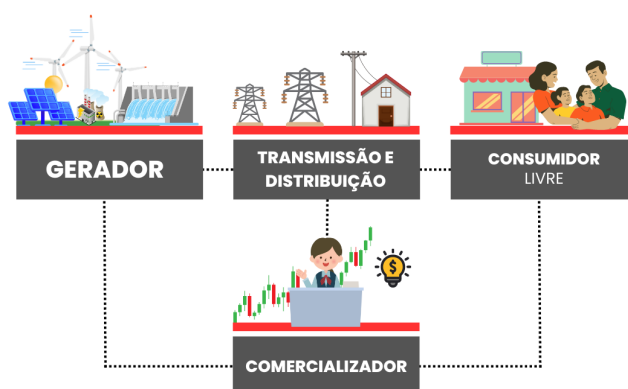 GERADOR
TRANSMISSÃO E
DISTRIBUIÇÃO
CONSUMIDOR
LIVRE
$
COMERCIALIZADOR